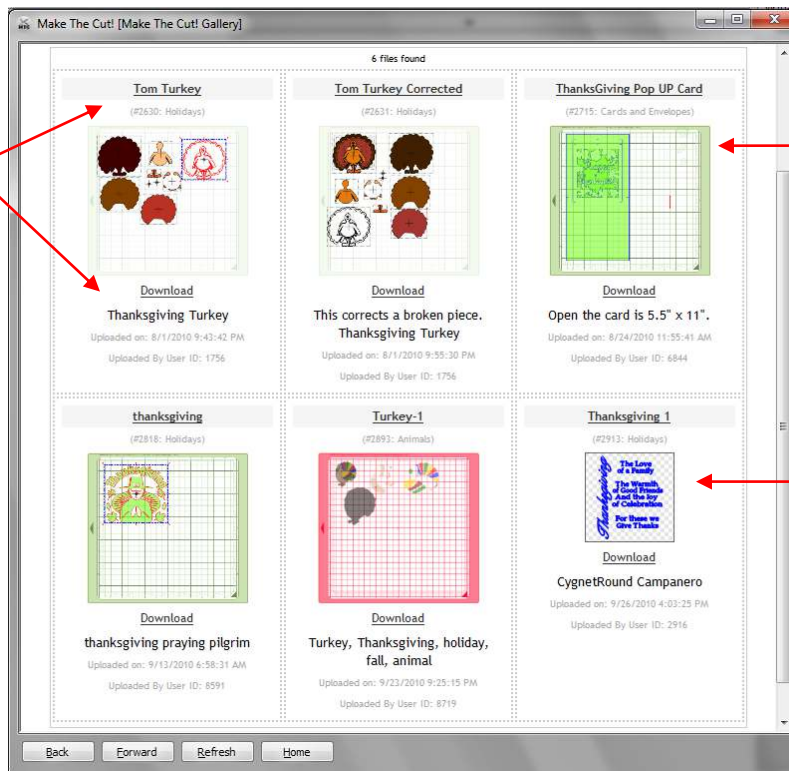 Make The Cut! [Make The Cut! Gallery]
6 files found
Tom Turkey
(#2630: Holidays)
Download
Thanksgiving Turkey
Uploaded on: 8/1/2010 9:43:42 PM
Uploaded By User ID: 1756
Tom Turkey Corrected
(#2631: Holidays)
Download
This corrects a broken piece.
Thanksgiving Turkey
Uploaded on: 8/1/2010 9:55:30 PM
Uploaded By User ID: 1756
ThanksGiving Pop UP Card
(#2715: Cards and Envelopes)
Download
Open the card is 5.5" x 11".
Uploaded on: 8/24/2010 11:55:41 AM
Uploaded By User ID: 6844
thanksgiving
(#2818: Holidays)
Download
thanksgiving praying pilgrim
Uploaded on: 9/13/2010 6:58:31 AM
Uploaded By User ID: 8591
Turkey-1
(#2893: Animals)
Download
Turkey, Thanksgiving, holiday,
fall, animal
Uploaded on: 9/23/2010 9:25:15 PM
Uploaded By User ID: 8719
Thanksgiving 1
(#2913: Holidays)
Thanksgiving
The Love
of a Family
The Warmth
of Good Friends
And the Joy
of Celebration
For these we
Give Thanks
Download
CygnetRound Campanero
Uploaded on: 9/26/2010 4:03:25 PM
Uploaded By User ID: 2916
Back
Forward
Refresh
Home